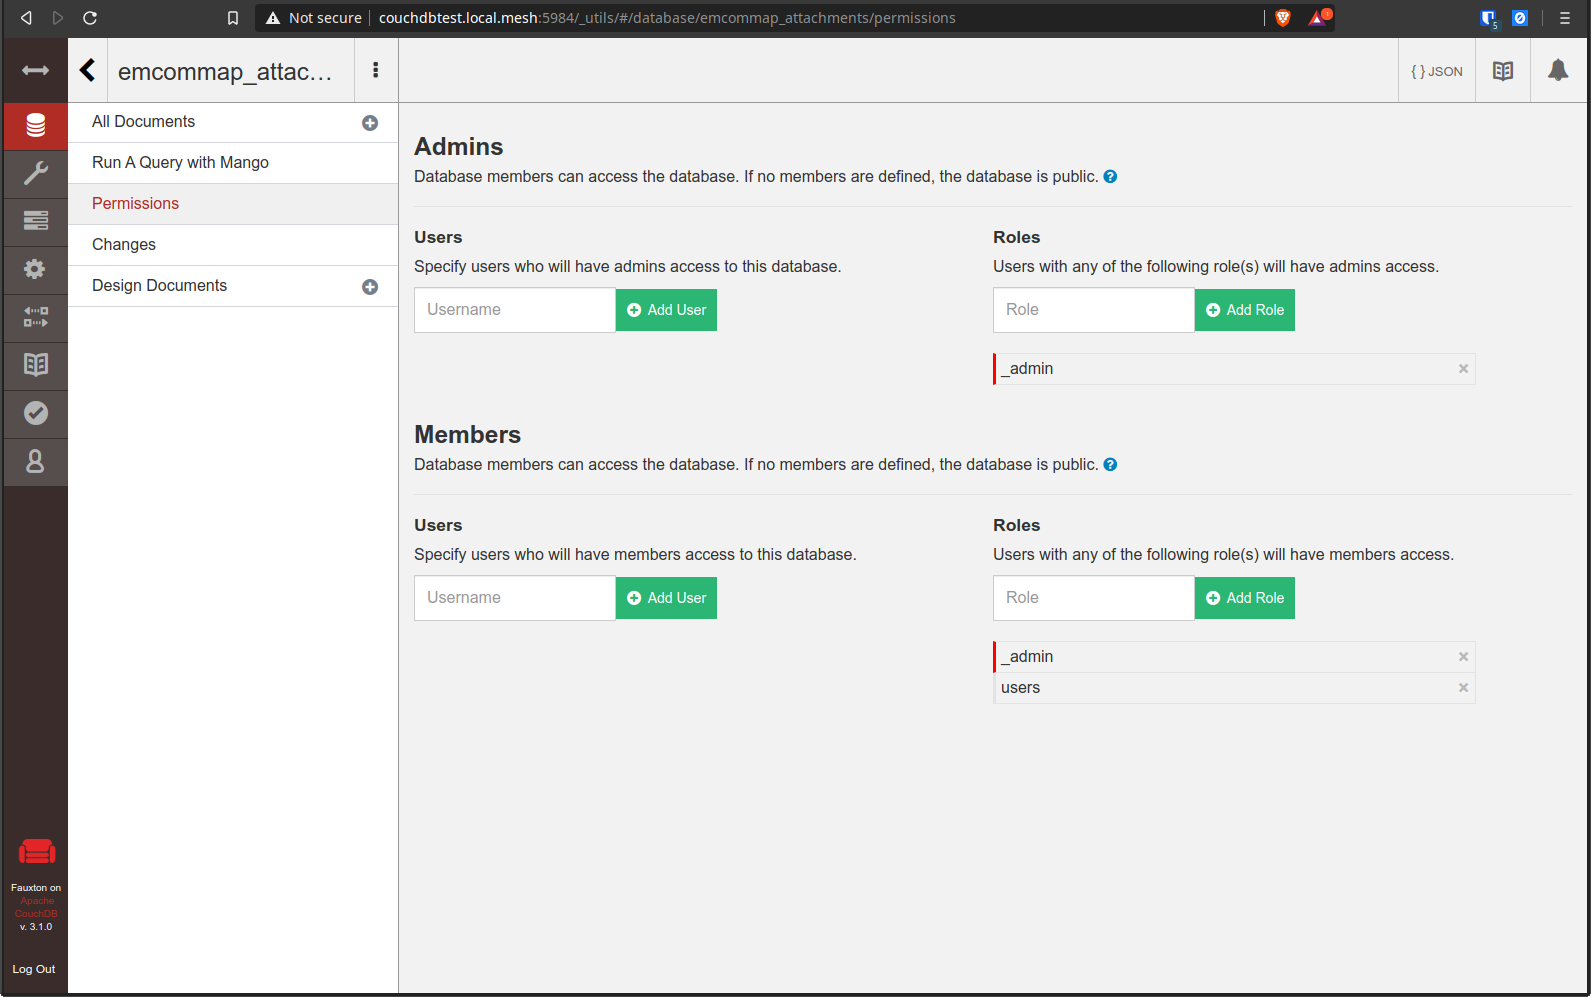 Not secure couchdbtest.local.mesh:5984/_utils/#/database/emcommap_attachments/permissions
5
emcommap_attac...
{ } JSON
All Documents
Run A Query with Mango
Permissions
Changes
Design Documents
Admins
Database members can access the database. If no members are defined, the database is public.
Users
Specify users who will have admins access to this database.
Username
Add User
Roles
Users with any of the following role(s) will have admins access.
Role
Add Role
_admin
Members
Database members can access the database. If no members are defined, the database is public.
Users
Specify users who will have members access to this database.
Username
Add User
Roles
Users with any of the following role(s) will have members access.
Role
Add Role
_admin
users
Fauxton on
Apache
CouchDB
v. 3.1.0
Log Out